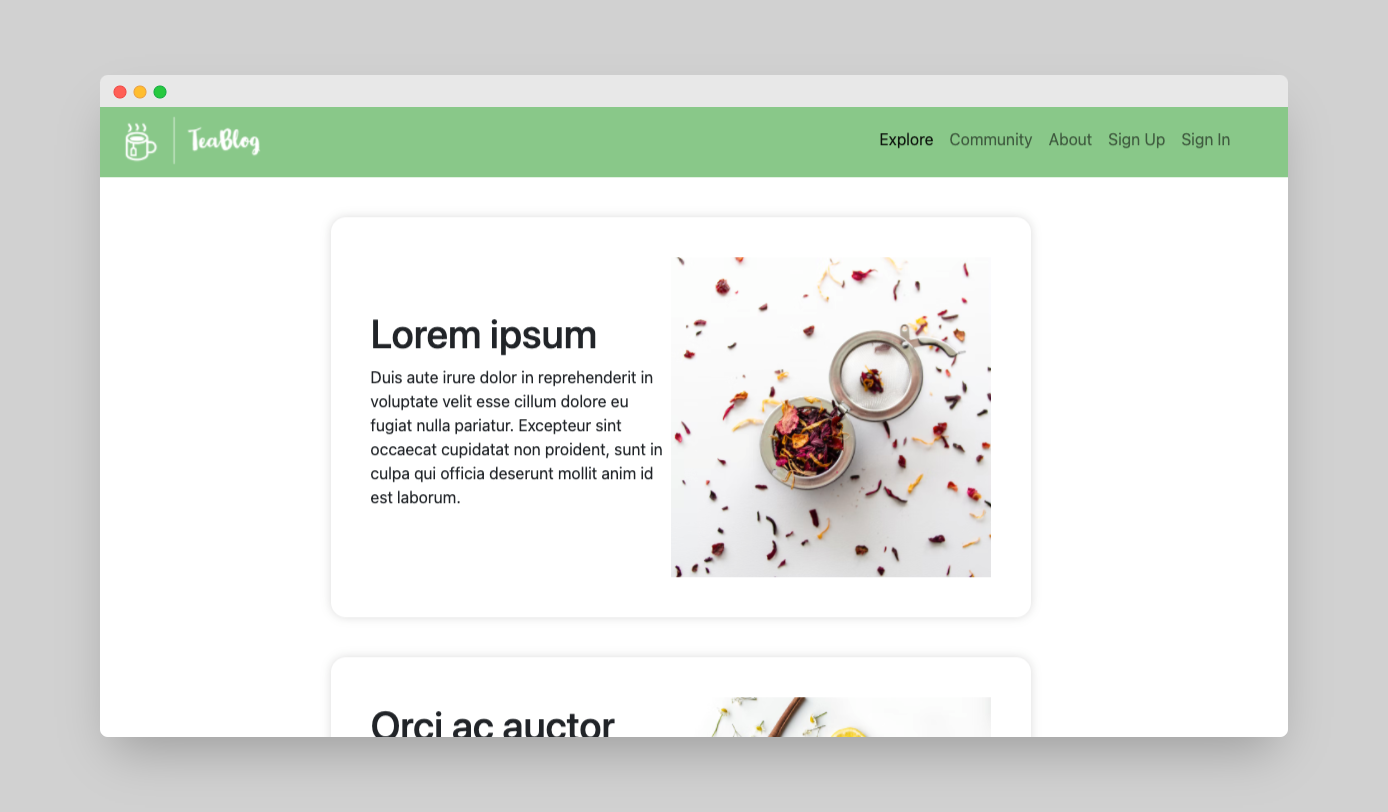 TeaBlog
Explore Community About Sign Up Sign In
Lorem ipsum
Duis aute irure dolor in reprehenderit in
voluptate velit esse cillum dolore eu
fugiat nulla pariatur. Excepteur sint
occaecat cupidatat non proident, sunt in
culpa qui officia deserunt mollit anim id
est laborum.
Orci ac auctor